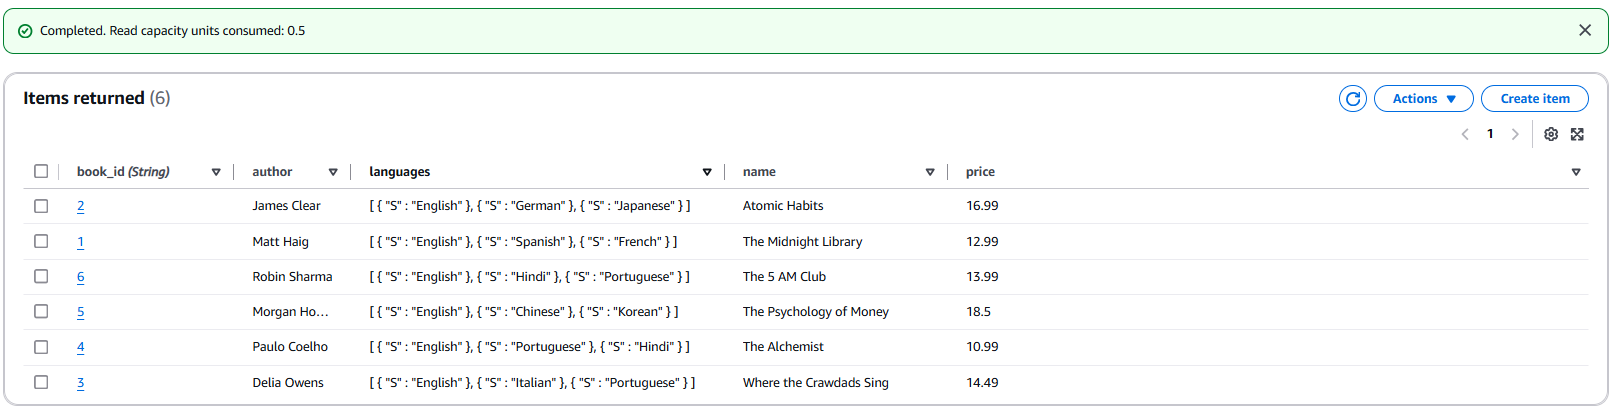 Completed. Read capacity units consumed: 0.5
Items returned (6)
Actions
Create item
1
book_id (String) author languages name price
2 James Clear [ { "S" : "English" }, { "S" : "German" }, { "S" : "Japanese" } ] Atomic Habits 16.99
1 Matt Haig [ { "S" : "English" }, { "S" : "Spanish" }, { "S" : "French" } ] The Midnight Library 12.99
6 Robin Sharma [ { "S" : "English" }, { "S" : "Hindi" }, { "S" : "Portuguese" } ] The 5 AM Club 13.99
5 Morgan Ho... [ { "S" : "English" }, { "S" : "Chinese" }, { "S" : "Korean" } ] The Psychology of Money 18.5
4 Paulo Coelho [ { "S" : "English" }, { "S" : "Portuguese" }, { "S" : "Hindi" } ] The Alchemist 10.99
3 Delia Owens [ { "S" : "English" }, { "S" : "Italian" }, { "S" : "Portuguese" } ] Where the Crawdads Sing 14.49